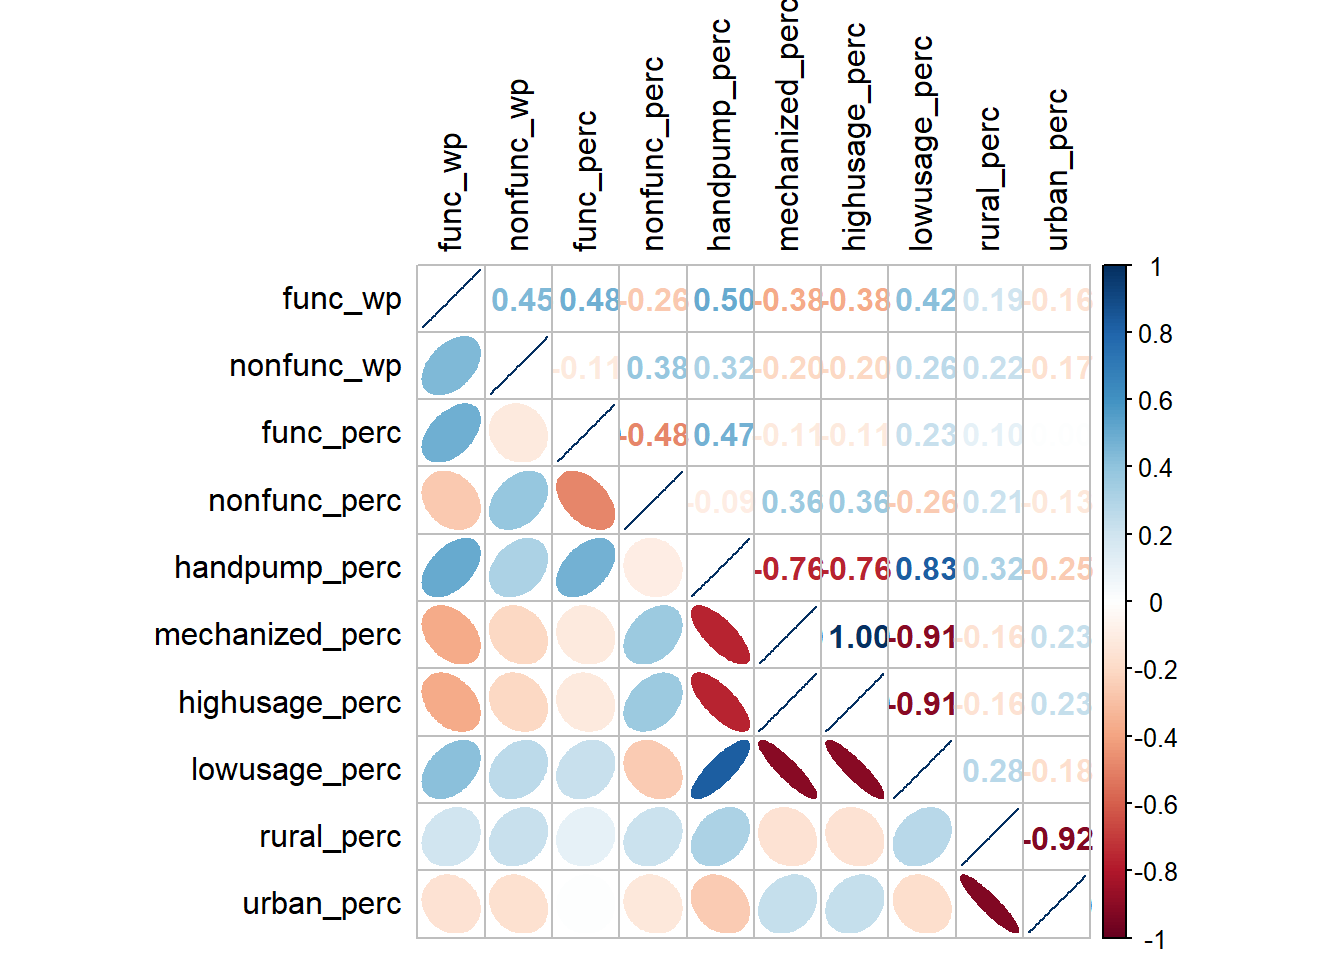 func_wp nonfunc_wp func_perc nonfunc_perc handpump_perc mechanized_perc highusage_perc lowusage_perc rural_perc urban_perc
func_wp 0.45 0.48 -0.26 0.50 -0.38 -0.38 0.42 0.19 -0.16
nonfunc_wp -0.11 0.38 0.32 -0.20 -0.20 0.26 0.22 -0.17
func_perc -0.48 0.47 -0.11 -0.11 0.23 0.10
nonfunc_perc -0.09 0.36 0.36 -0.26 0.21 -0.13
handpump_perc -0.76 -0.76 0.83 0.32 -0.25
mechanized_perc 1.00 -0.91 -0.16 0.23
highusage_perc -0.91 -0.16 0.23
lowusage_perc 0.28 -0.18
rural_perc -0.92
urban_perc
1
0.8
0.6
0.4
0.2
0
-0.2
-0.4
-0.6
-0.8
-1